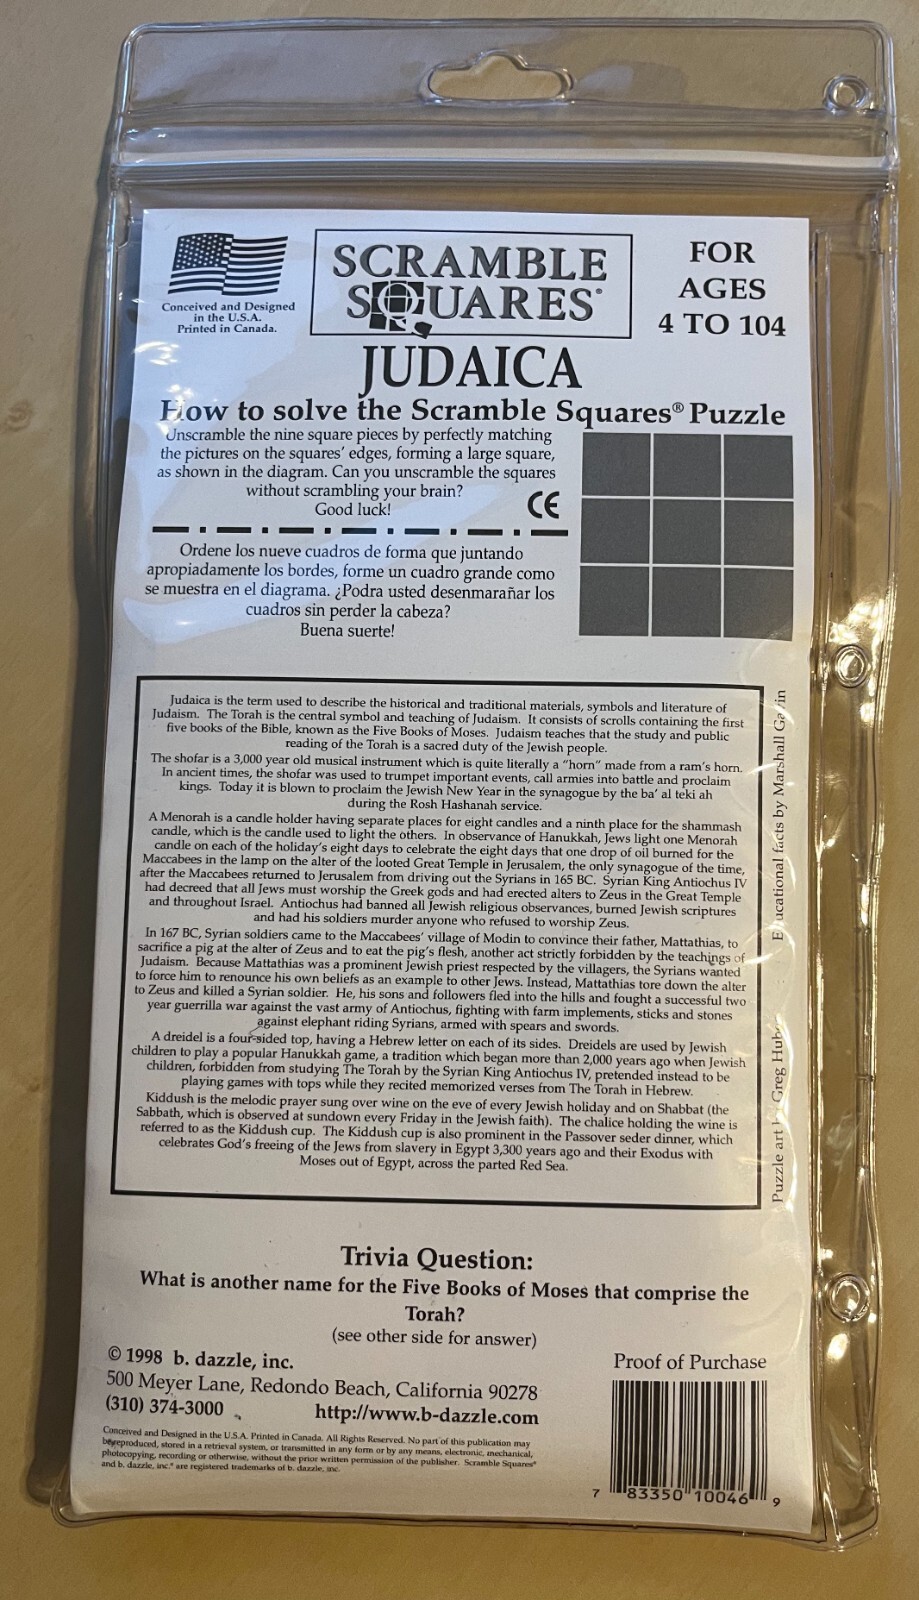 Conceived and Designed
in the U.S.A.
Printed in Canada.
SCRAMBLE
SQUARES®
FOR
AGES
4 TO 104
JUDAICA
How to solve the Scramble Squares® Puzzle
Unscramble the nine square pieces by perfectly matching
the pictures on the squares' edges, forming a large square,
as shown in the diagram. Can you unscramble the squares
without scrambling your brain?
Good luck!
CE
Ordene los nueve cuadros de forma que juntando
apropiadamente los bordes, forme un cuadro grande como
se muestra en el diagrama. ¿Podra usted desenmarañar los
cuadros sin perder la cabeza?
Buena suerte!
Judaica is the term used to describe the historical and traditional materials, symbols and literature of
Judaism. The Torah is the central symbol and teaching of Judaism. It consists of scrolls containing the first
five books of the Bible, known as the Five Books of Moses. Judaism teaches that the study and public
reading of the Torah is a sacred duty of the Jewish people.
The shofar is a 3,000 year old musical instrument which is quite literally a "horn" made from a ram's horn.
In ancient times, the shofar was used to trumpet important events, call armies into battle and proclaim
kings. Today it is blown to proclaim the Jewish New Year in the synagogue by the ba' al teki ah
during the Rosh Hashanah service.
A Menorah is a candle holder having separate places for eight candles and a ninth place for the shammash
candle, which is the candle used to light the others. In observance of Hanukkah, Jews light one Menorah
candle on each of the holiday's eight days to celebrate the eight days that one drop of oil burned for the
Maccabees in the lamp on the alter of the looted Great Temple in Jerusalem, the only synagogue of the time,
after the Maccabees returned to Jerusalem from driving out the Syrians in 165 BC. Syrian King Antiochus IV
had decreed that all Jews must worship the Greek gods and had erected alters to Zeus in the Great Temple
and throughout Israel. Antiochus had banned all Jewish religious observances, burned Jewish scriptures
and had his soldiers murder anyone who refused to worship Zeus.
In 167 BC, Syrian soldiers came to the Maccabees' village of Modin to convince their father, Mattathias, to
sacrifice a pig at the alter of Zeus and to eat the pig's flesh, another act strictly forbidden by the teachings of
Judaism. Because Mattathias was a prominent Jewish priest respected by the villagers, the Syrians wanted
to force him to renounce his own beliefs as an example to other Jews. Instead, Mattathias tore down the alter
to Zeus and killed a Syrian soldier. He, his sons and followers fled into the hills and fought a successful two
year guerrilla war against the vast army of Antiochus, fighting with farm implements, sticks and stones
against elephant riding Syrians, armed with spears and swords.
A dreidel is a four-sided top, having a Hebrew letter on each of its sides. Dreidels are used by Jewish
children to play a popular Hanukkah game, a tradition which began more than 2,000 years ago when Jewish
children, forbidden from studying The Torah by the Syrian King Antiochus IV, pretended instead to be
playing games with tops while they recited memorized verses from The Torah in Hebrew.
Kiddush is the melodic prayer sung over wine on the eve of every Jewish holiday and on Shabbat (the
Sabbath, which is observed at sundown every Friday in the Jewish faith). The chalice holding the wine is
referred to as the Kiddush cup. The Kiddush cup is also prominent in the Passover seder dinner, which
celebrates God's freeing of the Jews from slavery in Egypt 3,300 years ago and their Exodus with
Moses out of Egypt, across the parted Red Sea.
Puzzle art by Greg Educational facts by Marshall
Trivia Question:
What is another name for the Five Books of Moses that comprise the
Torah?
(see other side for answer)
© 1998 b. dazzle, inc.
500 Meyer Lane, Redondo Beach, California 90278
(310) 374-3000 http://www.b-dazzle.com
Conceived and Designed in the U.S.A. Printed in Canada. All Rights Reserved. No part of this publication may
be reproduced, stored in a retrieval system, or transmitted in any form or by any means, electronic, mechanical,
photocopying, recording or otherwise, without the prior written permission of the publisher. Scramble Squares®
and b. dazzle, inc.® are registered trademarks of b. dazzle, inc.
Proof of Purchase
7 83350 10046 9